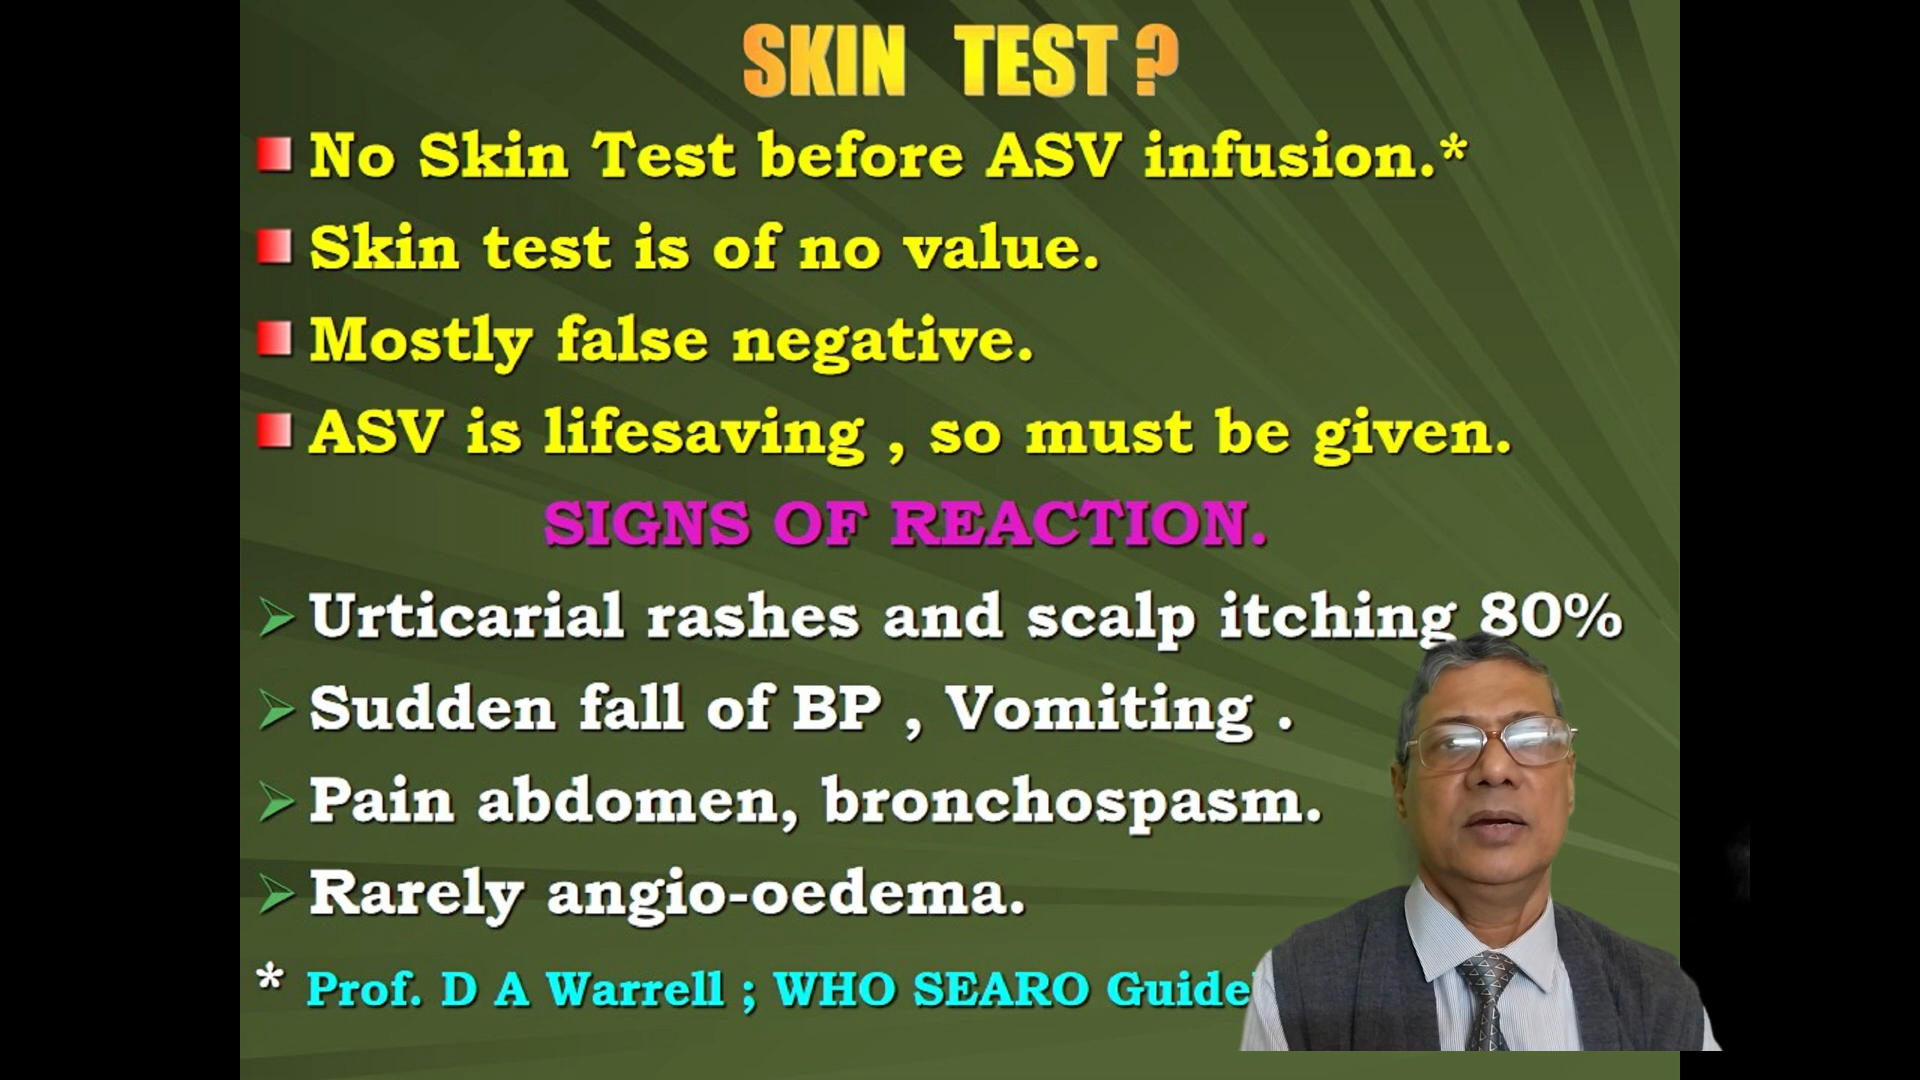 SKIN TEST ?
No Skin Test before ASV infusion.*
Skin test is of no value.
Mostly false negative.
ASV is lifesaving , so must be given.
SIGNS OF REACTION.
Urticarial rashes and scalp itching 80%
Sudden fall of BP , Vomiting .
Pain abdomen, bronchospasm.
Rarely angio-oedema.
* Prof. D A Warrell ; WHO SEARO